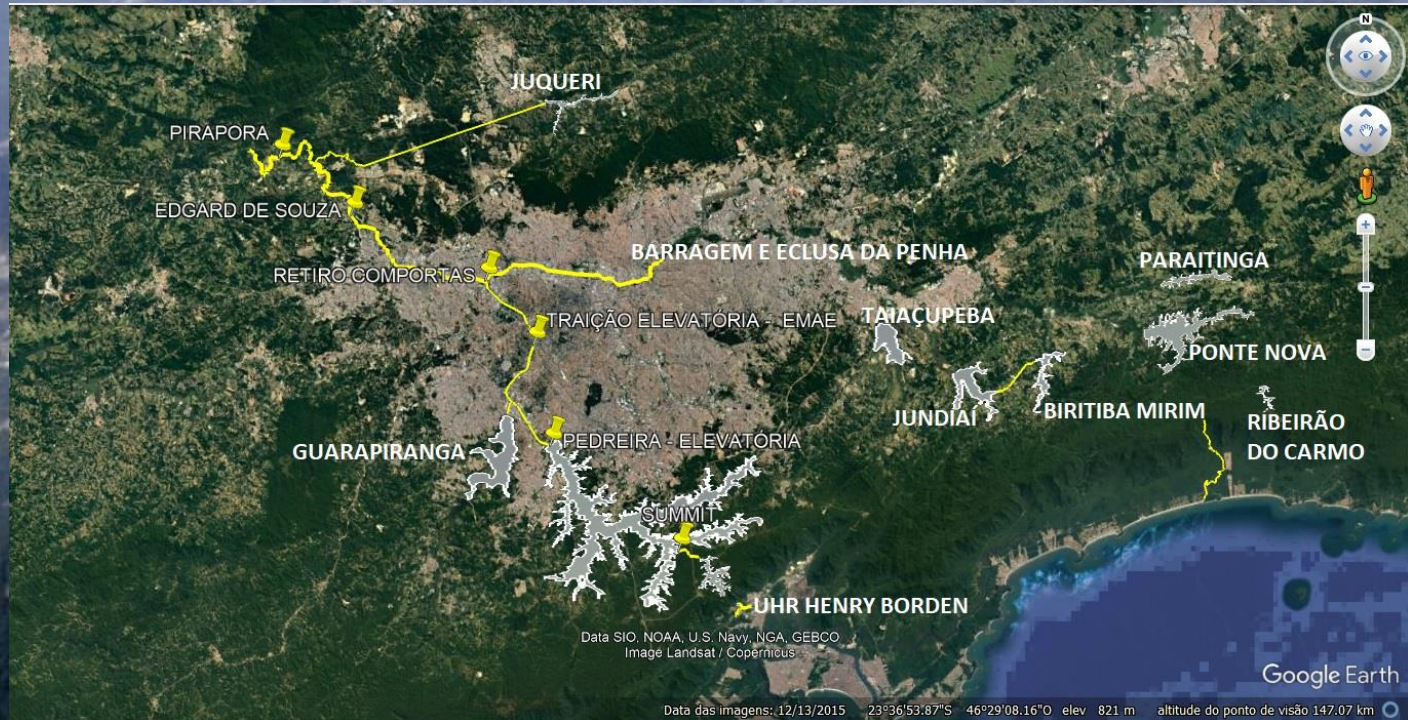 N
JUQUERI
PIRAPORA
EDGARD DE SOUZA
BARRAGEM E ECLUSA DA PENHA
RETIRO COMPORTAS
PARAITINGA
TRAIÇÃO ELEVATÓRIA - EMAE
TAIAÇUPEBA
PONTE NOVA
JUNDIAÍ
BIRITIBA MIRIM
RIBEIRÃO
DO CARMO
GUARAPIRANGA
PEDREIRA - ELEVATÓRIA
SUMMIT
UHR HENRY BORDEN
Data SIO, NOAA, U.S. Navy, NGA, GEBCO
Image Landsat / Copernicus
Google Earth
Data das imagens: 12/13/2015 23°36'53.87"S 46°29'08.16"O elev 821 m altitude do ponto de visão 147.07 km